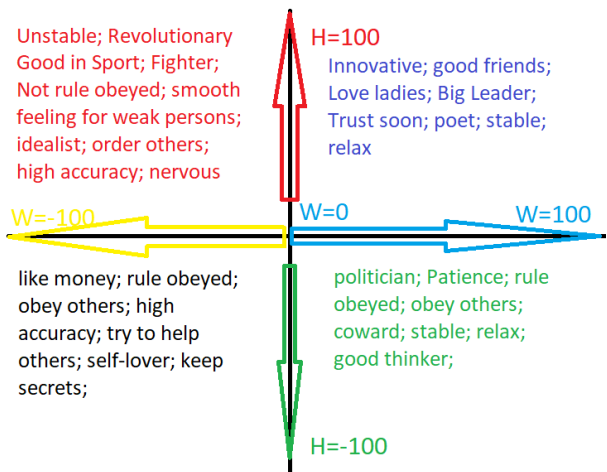 Unstable; Revolutionary
Good in Sport; Fighter;
Not rule obeyed; smooth
feeling for weak persons;
idealist; order others;
high accuracy; nervous
H=100
Innovative; good friends;
Love ladies; Big Leader;
Trust soon; poet; stable;
relax
W=-100
W=0
W=100
like money; rule obeyed;
obey others; high
accuracy; try to help
others; self-lover; keep
secrets;
politician; Patience; rule
obeyed; obey others
coward; stable; relax;
good thinker;
H=-100